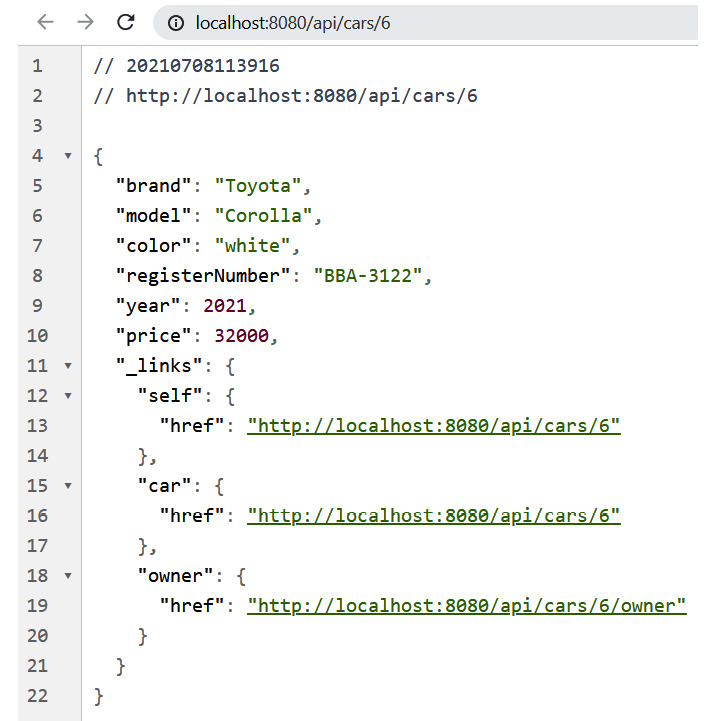 localhost:8080/api/cars/6
1 // 20210708113916
2 // http://localhost:8080/api/cars/6
3
4 {
5 "brand": "Toyota",
6 "model": "Corolla",
7 "color": "white",
8 "registerNumber": "BBA-3122",
9 "year": 2021,
10 "price": 32000,
11 "_links": {
12 "self": {
13 "href": "http://localhost:8080/api/cars/6"
14 },
15 "car": {
16 "href": "http://localhost:8080/api/cars/6"
17 },
18 "owner": {
19 "href": "http://localhost:8080/api/cars/6/owner"
20 }
21 }
22 }